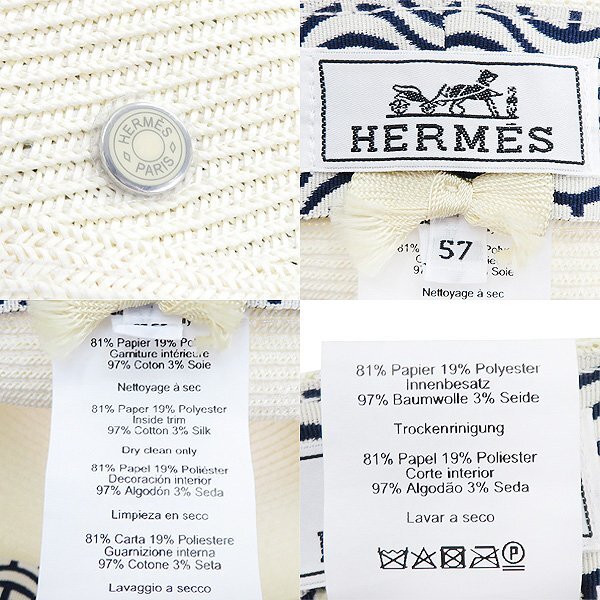 HERMÈS
PARIS
HERMĒS
57
81% Papier
Soie
Nettoyage à sec
81% Papier 19% Polyester
Garniture intérieure
97% Coton 3% Soie
Nettoyage à sec
81% Paper 19% Polyester
Inside trim
97% Cotton 3% Silk
Dry clean only
81% Papel 19% Poliéster
Decoración interior
97% Algodón 3% Seda
Limpieza en seco
81% Carta 19% Poliestere
Guarnizione interna
97% Cotone 3% Seta
Lavaggio a secco
81% Papier 19% Polyester
Innenbesatz
97% Baumwolle 3% Seide
Trockenrinigung
81% Papel 19% Poliester
Corte interior
97% Algodão 3% Seda
Lavar a seco
P